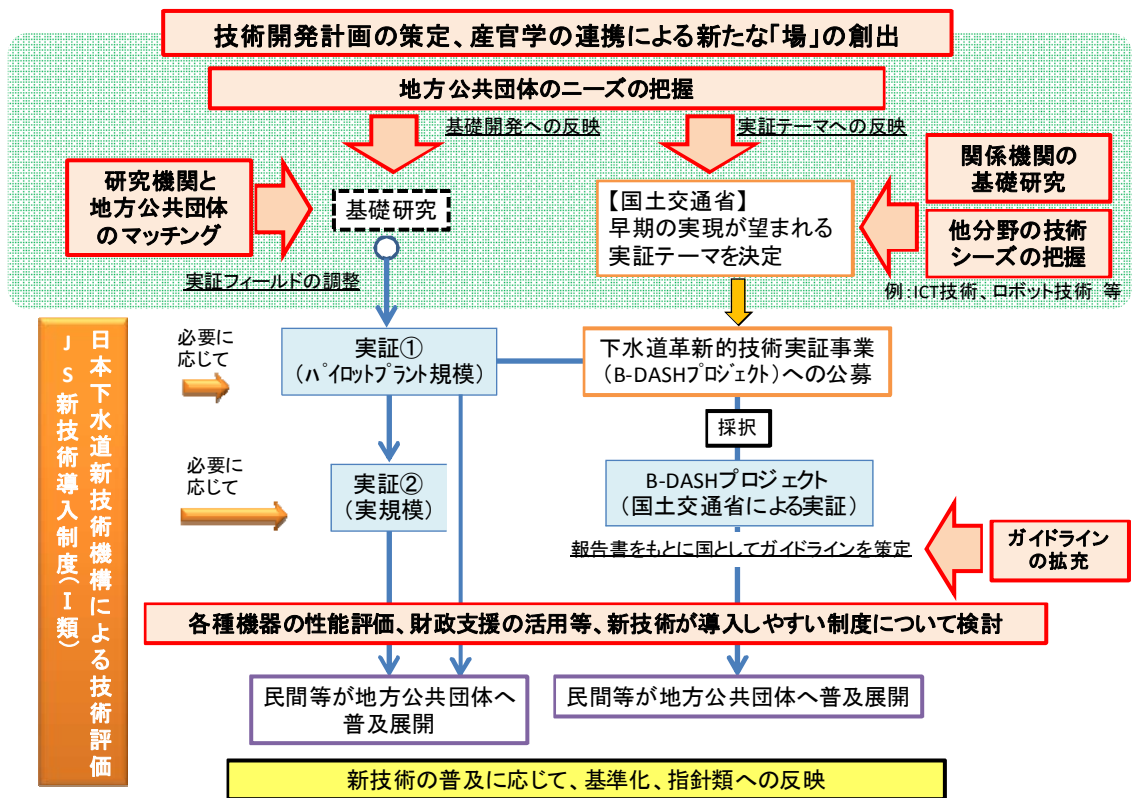 技術開発計画の策定、産官学の連携による新たな「場」の創出
地方公共団体のニーズの把握
基礎開発への反映
実証テーマへの反映
研究機関と
地方公共団体
のマッチング
基礎研究
【国土交通省】
早期の実現が望まれる
実証テーマを決定
関係機関の
基礎研究
他分野の技術
シーズの把握
例：ICT技術、ロボット技術 等
実証フィールドの調整
日本下水道新技術機構による技術評価
ＪＳ新技術導入制度（Ⅰ類）
必要に
応じて
実証①
（パイロットプラント規模）
下水道革新的技術実証事業
（B-DASHプロジェクト）への公募
採択
必要に
応じて
実証②
（実規模）
B-DASHプロジェクト
（国土交通省による実証）
報告書をもとに国としてガイドラインを策定
ガイドライン
の拡充
各種機器の性能評価、財政支援の活用等、新技術が導入しやすい制度について検討
民間等が地方公共団体へ
普及展開
民間等が地方公共団体へ普及展開
新技術の普及に応じて、基準化、指針類への反映